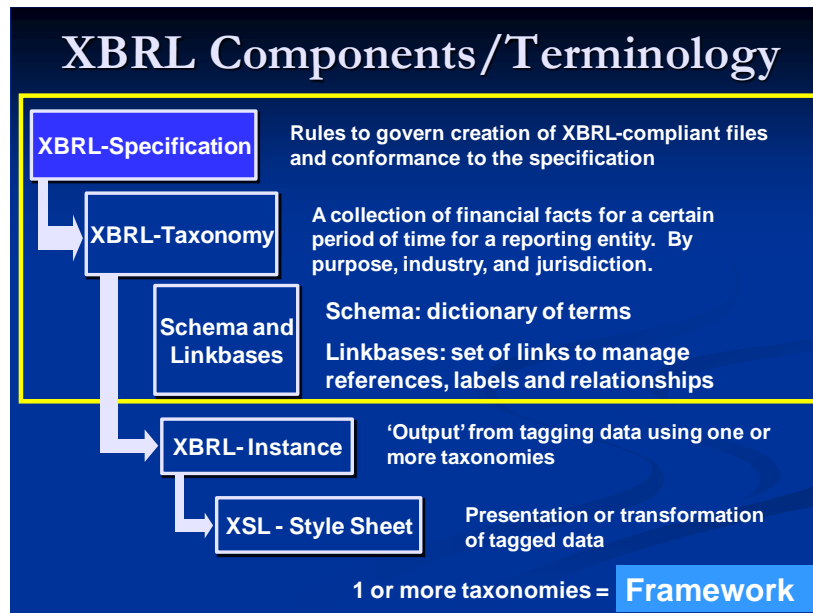 XBRL Components/Terminology
XBRL-Specification
Rules to govern creation of XBRL-compliant files
and conformance to the specification
XBRL-Taxonomy
A collection of financial facts for a certain
period of time for a reporting entity. By
purpose, industry, and jurisdiction.
Schema and
Linkbases
Schema: dictionary of terms
Linkbases: set of links to manage
references, labels and relationships
XBRL- Instance
‘Output’ from tagging data using one or
more taxonomies
XSL - Style Sheet
Presentation or transformation
of tagged data
1 or more taxonomies = Framework